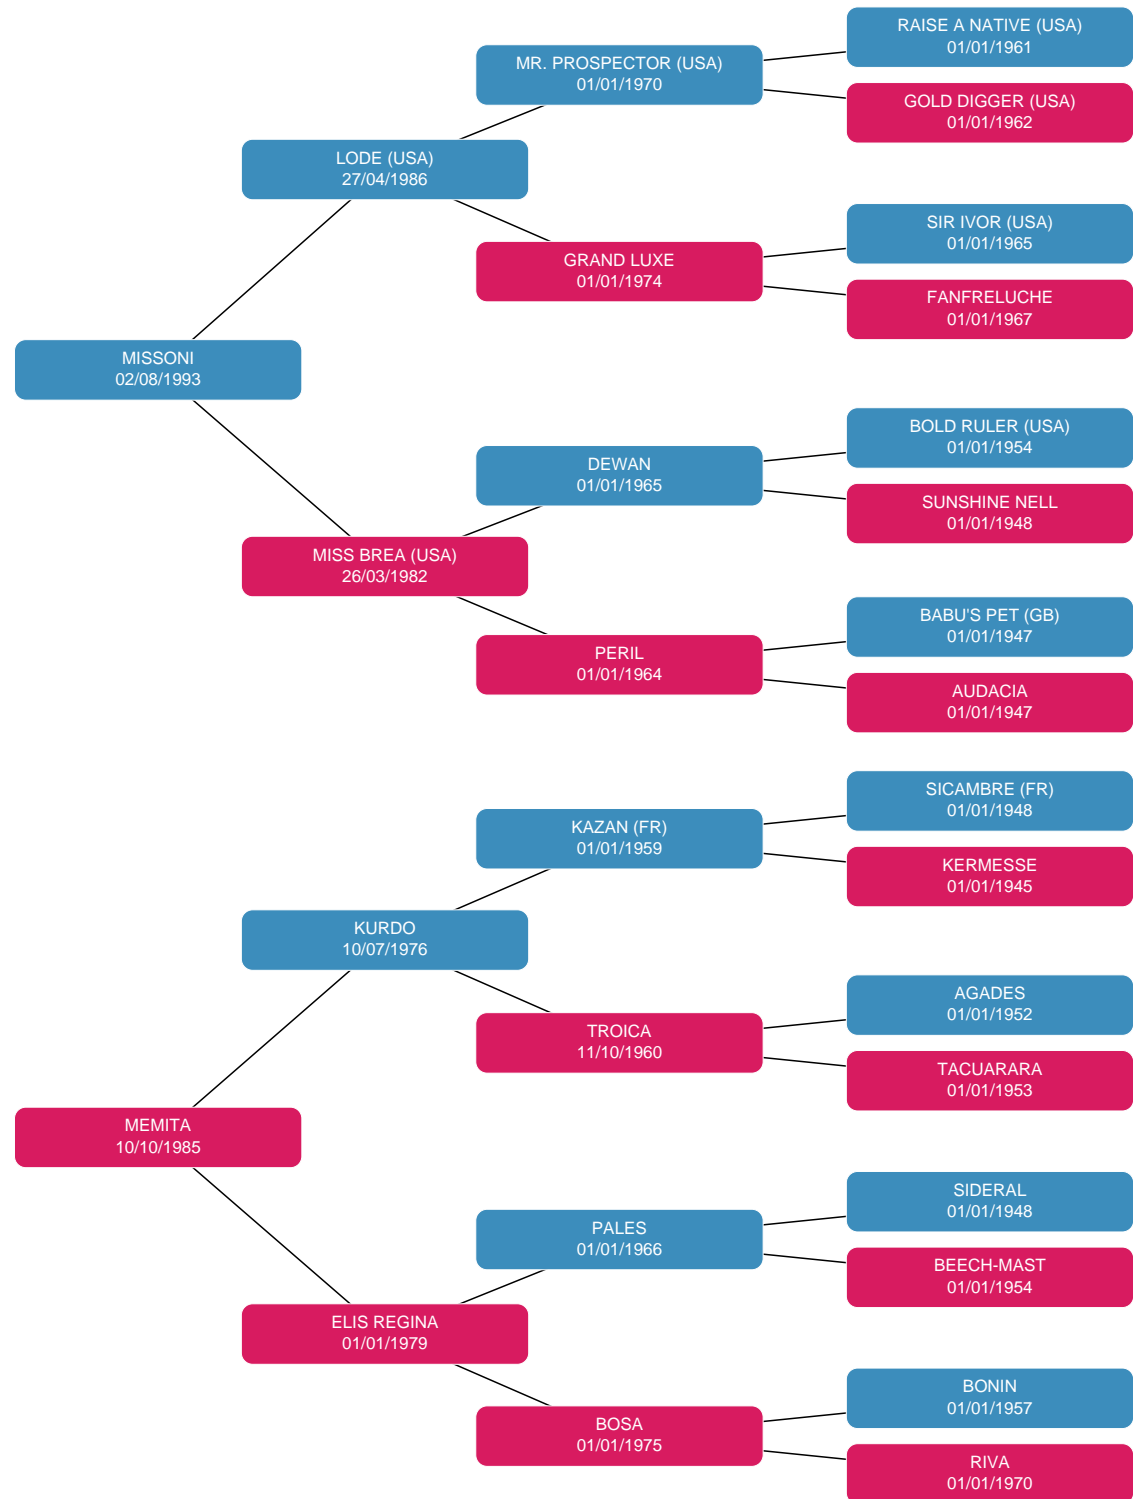 RAISE A NATIVE (USA)
01/01/1961
MR. PROSPECTOR (USA)
01/01/1970
GOLD DIGGER (USA)
01/01/1962
LODE (USA)
27/04/1986
SIR IVOR (USA)
01/01/1965
GRAND LUXE
01/01/1974
FANFRELUCHE
01/01/1967
MISSONI
02/08/1993
BOLD RULER (USA)
01/01/1954
DEWAN
01/01/1965
SUNSHINE NELL
01/01/1948
MISS BREA (USA)
26/03/1982
BABU'S PET (GB)
01/01/1947
PERIL
01/01/1964
AUDACIA
01/01/1947
SICAMBRE (FR)
01/01/1948
KAZAN (FR)
01/01/1959
KERMESSE
01/01/1945
KURDO
10/07/1976
AGADES
01/01/1952
TROICA
11/10/1960
TACUARARA
01/01/1953
MEMITA
10/10/1985
SIDERAL
01/01/1948
PALES
01/01/1966
BEECH-MAST
01/01/1954
ELIS REGINA
01/01/1979
BONIN
01/01/1957
BOSA
01/01/1975
RIVA
01/01/1970